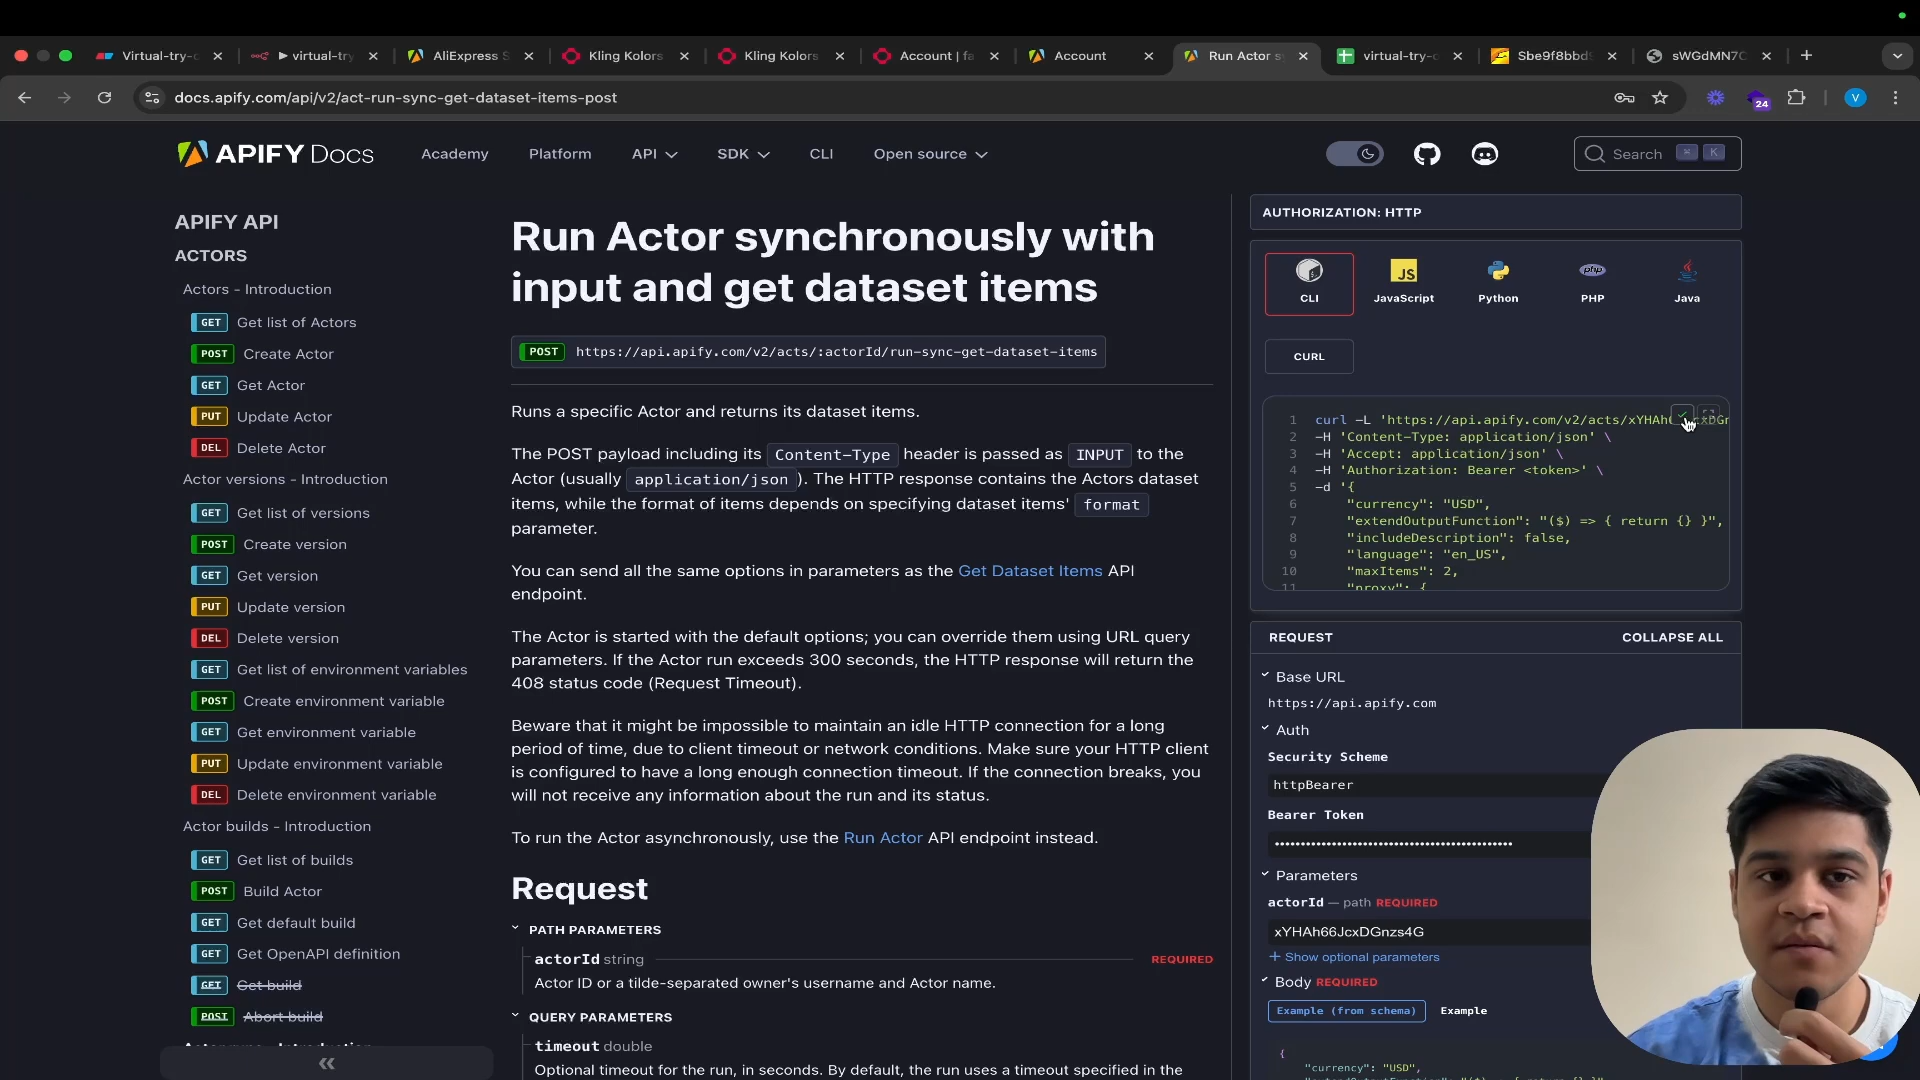 Virtual-try-o
virtual-try
AliExpress S
Kling Kolors
Kling Kolors
Account | fa
Account
Run Actor s
virtual-try-o
Sbe9f8bbd
sWGdMN7C
docs.apify.com/api/v2/act-run-sync-get-dataset-items-post
24
V
APIFY Docs
Academy
Platform
API
SDK
CLI
Open source
Search
K
APIFY API
ACTORS
Actors - Introduction
GET Get list of Actors
POST Create Actor
GET Get Actor
PUT Update Actor
DEL Delete Actor
Actor versions - Introduction
GET Get list of versions
POST Create version
GET Get version
PUT Update version
DEL Delete version
GET Get list of environment variables
POST Create environment variable
GET Get environment variable
PUT Update environment variable
DEL Delete environment variable
Actor builds - Introduction
GET Get list of builds
POST Build Actor
GET Get default build
GET Get OpenAPI definition
GET Get build
POST Abort build
«
Run Actor synchronously with
input and get dataset items
POST https://api.apify.com/v2/acts/:actorId/run-sync-get-dataset-items
Runs a specific Actor and returns its dataset items.
The POST payload including its Content-Type header is passed as INPUT to the
Actor (usually application/json). The HTTP response contains the Actors dataset
items, while the format of items depends on specifying dataset items' format
parameter.
You can send all the same options in parameters as the Get Dataset Items API
endpoint.
The Actor is started with the default options; you can override them using URL query
parameters. If the Actor run exceeds 300 seconds, the HTTP response will return the
408 status code (Request Timeout).
Beware that it might be impossible to maintain an idle HTTP connection for a long
period of time, due to client timeout or network conditions. Make sure your HTTP client
is configured to have a long enough connection timeout. If the connection breaks, you
will not receive any information about the run and its status.
To run the Actor asynchronously, use the Run Actor API endpoint instead.
Request
PATH PARAMETERS
actorId string REQUIRED
Actor ID or a tilde-separated owner's username and Actor name.
QUERY PARAMETERS
timeout double
Optional timeout for the run, in seconds. By default, the run uses a timeout specified in the
AUTHORIZATION: HTTP
CLI
JS JavaScript
Python
php PHP
Java
CURL
1 curl -L 'https://api.apify.com/v2/acts/xYHAh
2 -H 'Content-Type: application/json' \
3 -H 'Accept: application/json' \
4 -H 'Authorization: Bearer <token>' \
5 -d '{
6 "currency": "USD",
7 "extendOutputFunction": "($) => { return {} }",
8 "includeDescription": false,
9 "language": "en_US",
10 "maxItems": 2,
11 "proxy": {
REQUEST
COLLAPSE ALL
Base URL
https://api.apify.com
Auth
Security Scheme
httpBearer
Bearer Token
Parameters
actorId — path REQUIRED
xYHAh66JcxDGnzs4G
+ Show optional parameters
Body REQUIRED
Example (from schema)
Example
{
"currency": "USD",